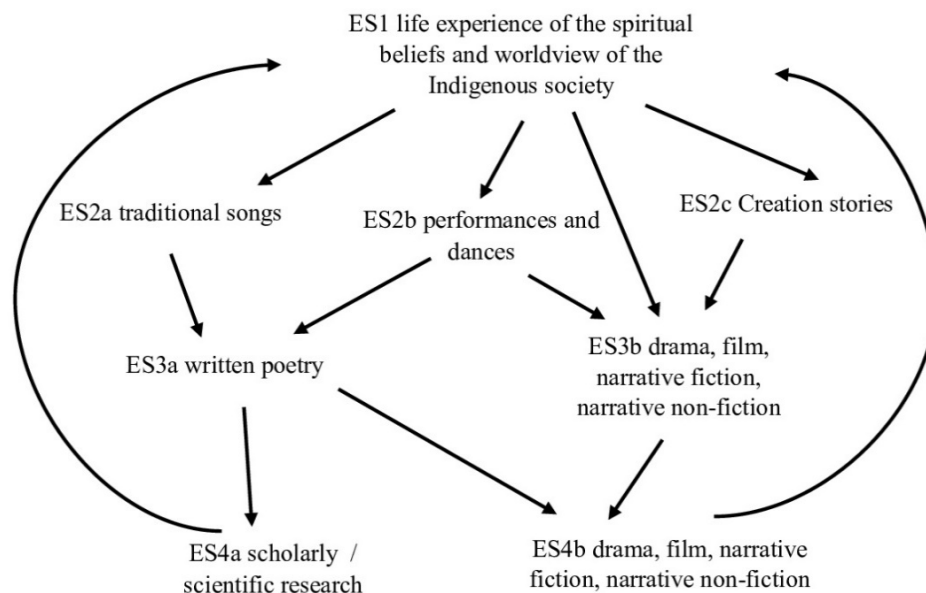 ES1 life experience of the spiritual
beliefs and worldview of the
Indigenous society
ES2a traditional songs
ES2b performances and
dances
ES2c Creation stories
ES3a written poetry
ES3b drama, film,
narrative fiction,
narrative non-fiction
ES4a scholarly /
scientific research
ES4b drama, film, narrative
fiction, narrative non-fiction